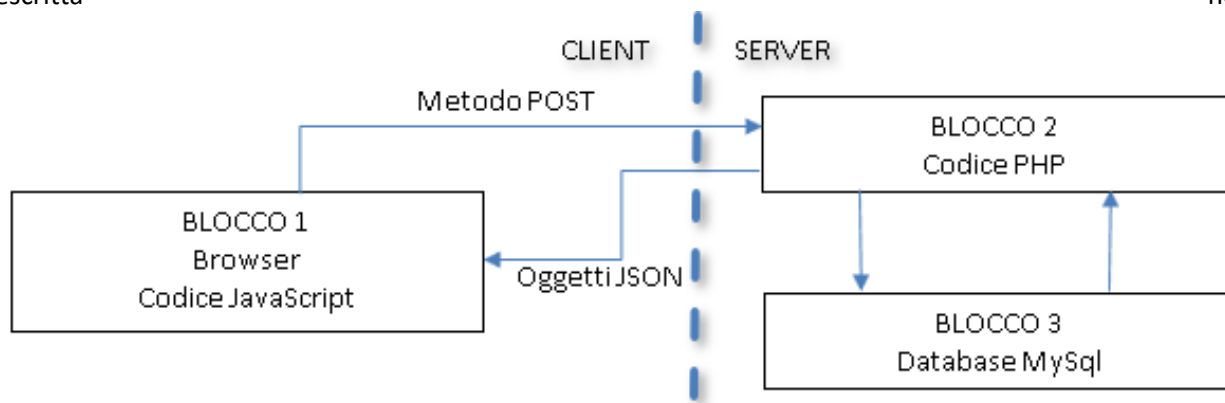 CLIENT
SERVER
Metodo POST
BLOCCO 2
Codice PHP
BLOCCO 1
Browser
Codice JavaScript
Oggetti JSON
BLOCCO 3
Database MySql